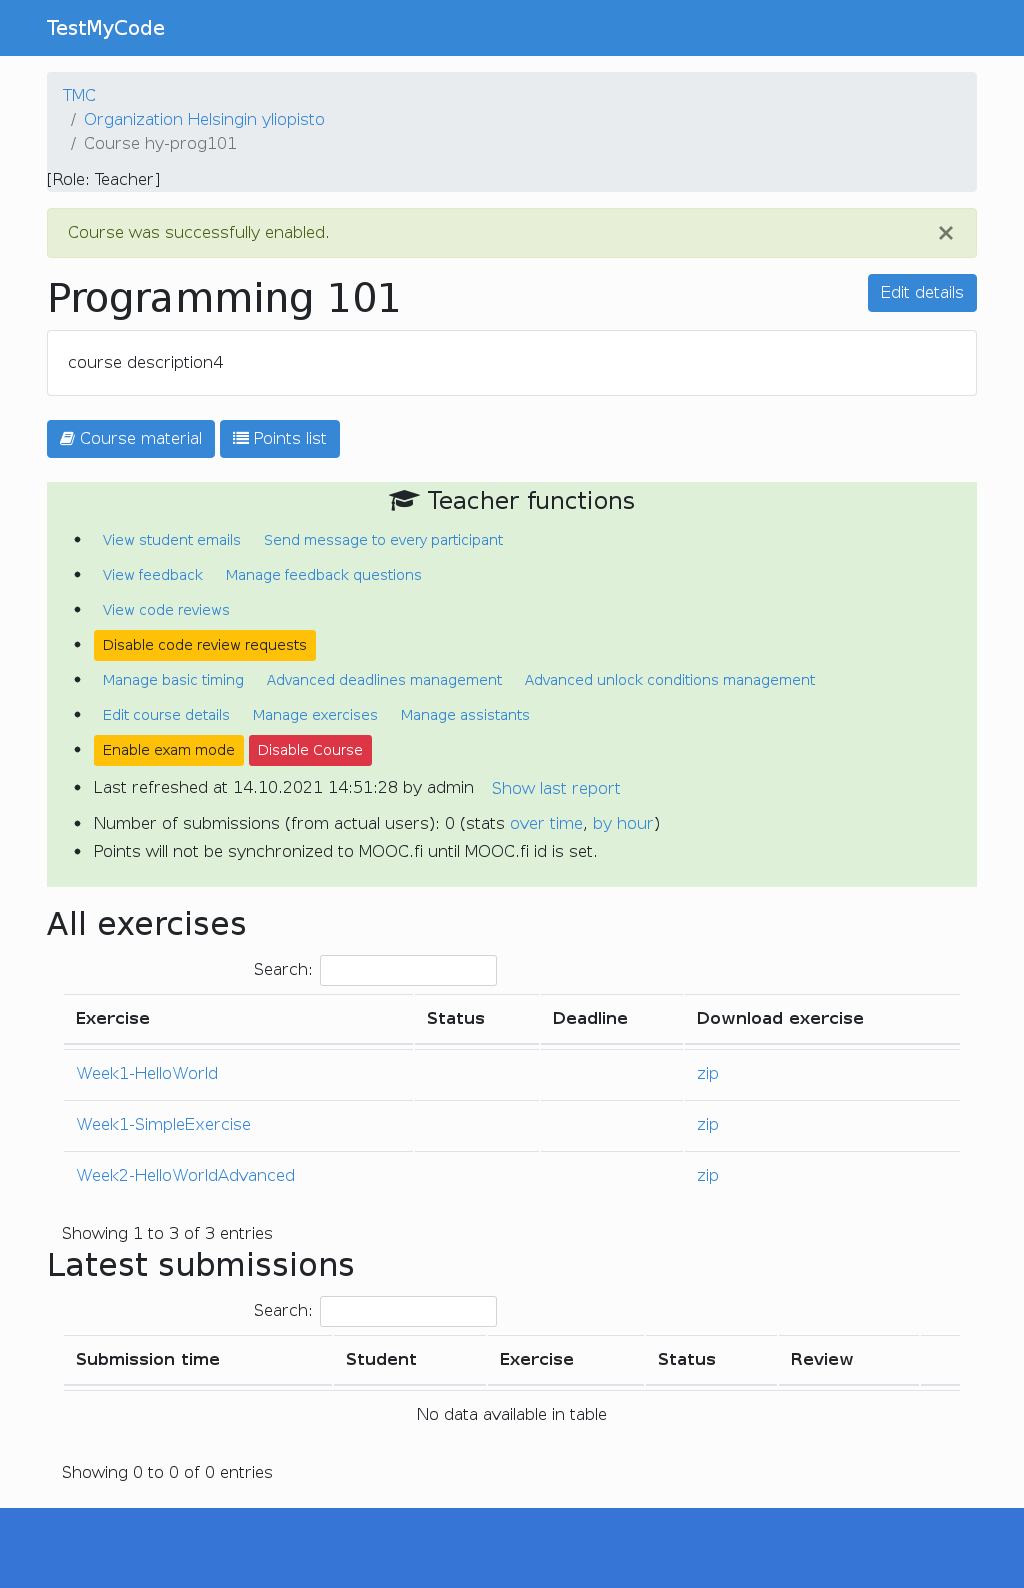 TestMyCode
TMC
/ Organization Helsingin yliopisto
/ Course hy-prog101
[Role: Teacher]
Course was successfully enabled. ×
Programming 101
Edit details
course description4
Course material Points list
Teacher functions
• View student emails Send message to every participant
• View feedback Manage feedback questions
• View code reviews
• Disable code review requests
• Manage basic timing Advanced deadlines management Advanced unlock conditions management
• Edit course details Manage exercises Manage assistants
• Enable exam mode Disable Course
• Last refreshed at 14.10.2021 14:51:28 by admin Show last report
• Number of submissions (from actual users): 0 (stats over time, by hour)
• Points will not be synchronized to MOOC.fi until MOOC.fi id is set.
All exercises
Search:
Exercise Status Deadline Download exercise
Week1-HelloWorld zip
Week1-SimpleExercise zip
Week2-HelloWorldAdvanced zip
Showing 1 to 3 of 3 entries
Latest submissions
Search:
Submission time Student Exercise Status Review
No data available in table
Showing 0 to 0 of 0 entries